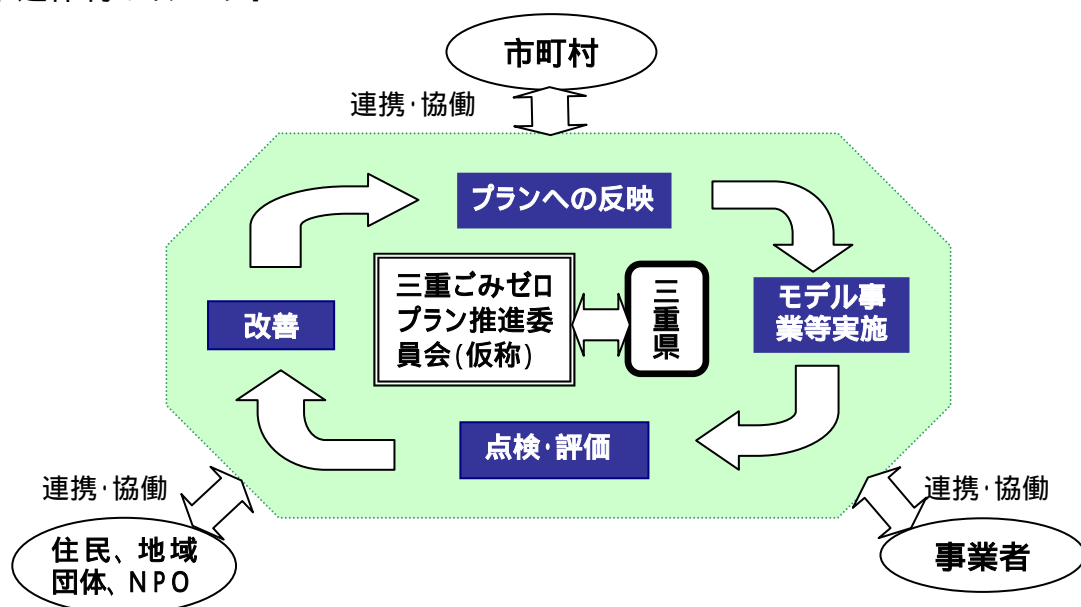 市町村
連携・協働
プランへの反映
三重ごみゼロ
プラン推進委
員会(仮称)
三重県
モデル事
業等実施
改善
点検・評価
連携・協働
連携・協働
住民、地域
団体、NPO
事業者